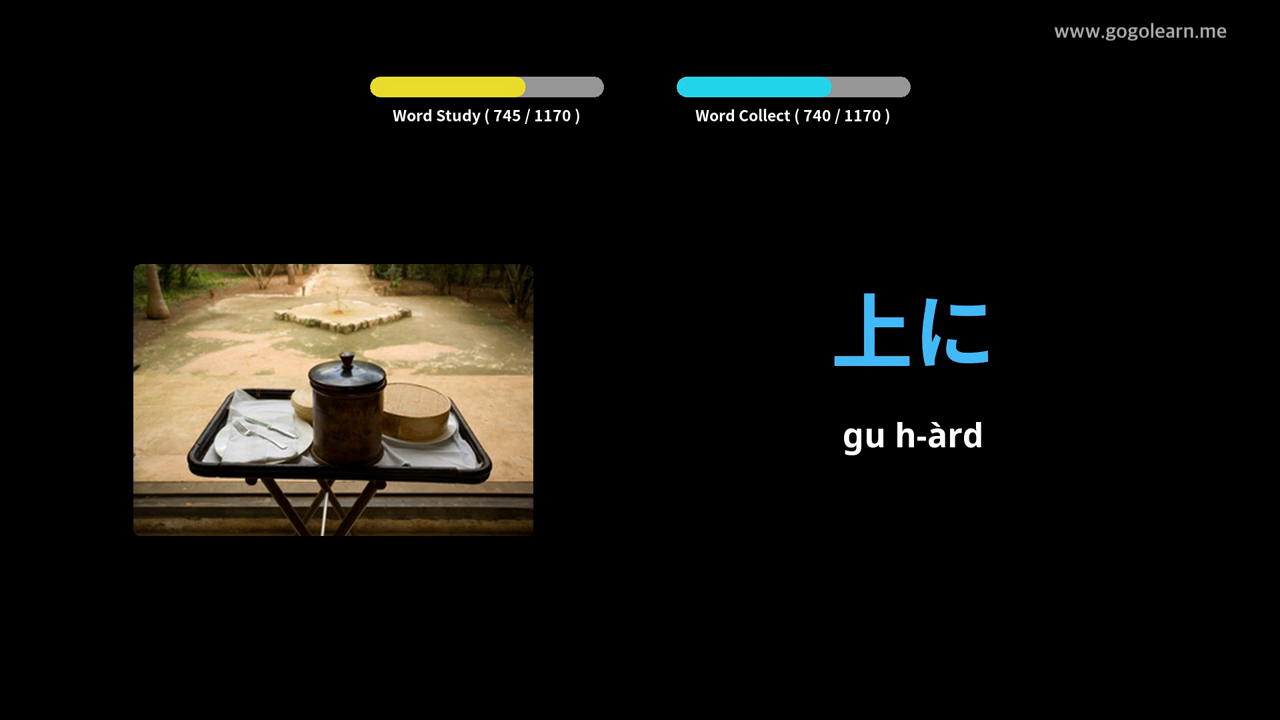 www.gogolearn.me
Word Study ( 745 / 1170 )
Word Collect ( 740 / 1170 )
上に
gu h-àrd